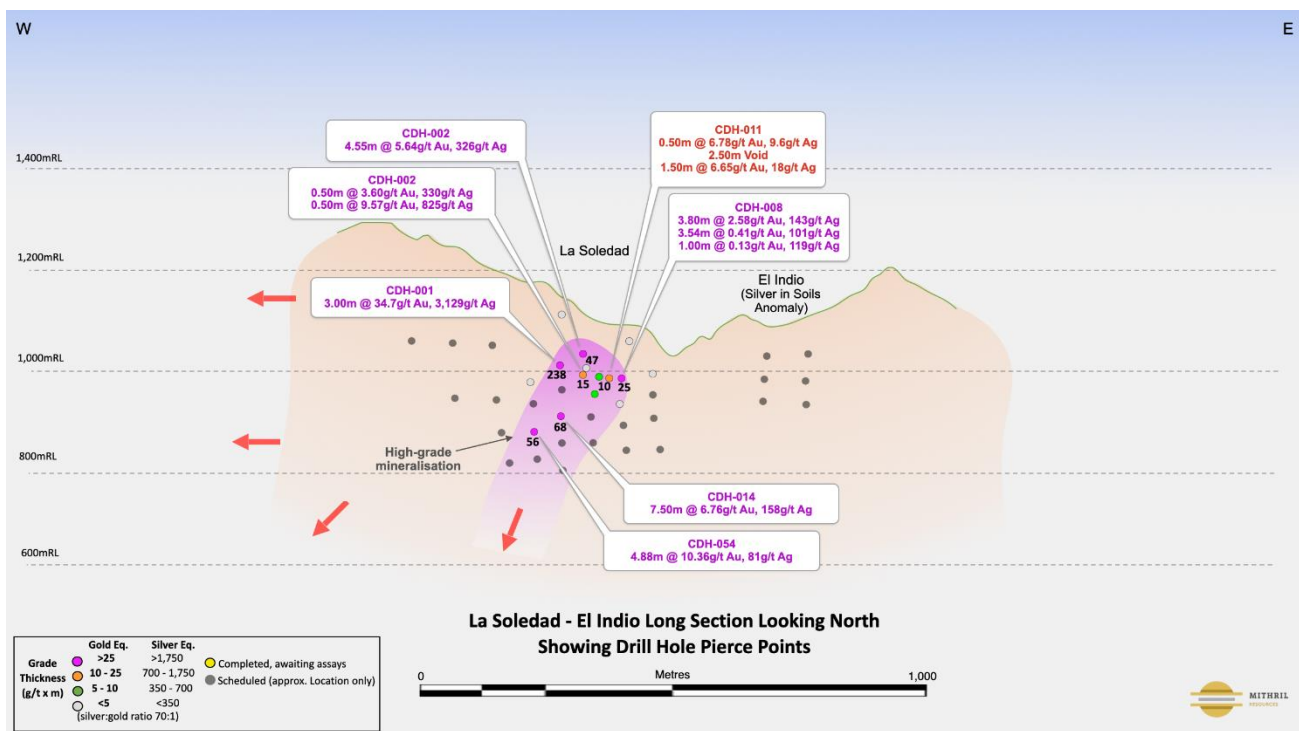 W
E
CDH-002
4.55m @ 5.64g/t Au, 326g/t Ag
CDH-011
0.50m @ 6.78g/t Au, 9.6g/t Ag
2.50m Void
1.50m @ 6.65g/t Au, 18g/t Ag
1,400mRL
CDH-002
0.50m @ 3.60g/t Au, 330g/t Ag
0.50m @ 9.57g/t Au, 825g/t Ag
CDH-008
3.80m @ 2.58g/t Au, 143g/t Ag
3.54m @ 0.41g/t Au, 101g/t Ag
1.00m @ 0.13g/t Au, 119g/t Ag
La Soledad
1,200mRL
El Indio
(Silver in Soils
Anomaly)
CDH-001
3.00m @ 34.7g/t Au, 3,129g/t Ag
1,000mRL
47
238
15
10
25
68
56
High-grade
mineralisation
800mRL
CDH-014
7.50m @ 6.76g/t Au, 158g/t Ag
CDH-054
4.88m @ 10.36g/t Au, 81g/t Ag
600mRL
La Soledad - El Indio Long Section Looking North
Showing Drill Hole Pierce Points
0
Metres
1,000
Gold Eq. Silver Eq.
Grade
Thickness
(g/t x m)
>25 >1,750
10 - 25 700 - 1,750
5 - 10 350 - 700
<5 <350
(silver:gold ratio 70:1)
Completed, awaiting assays
Scheduled (approx. Location only)
MITHRIL
RESOURCES